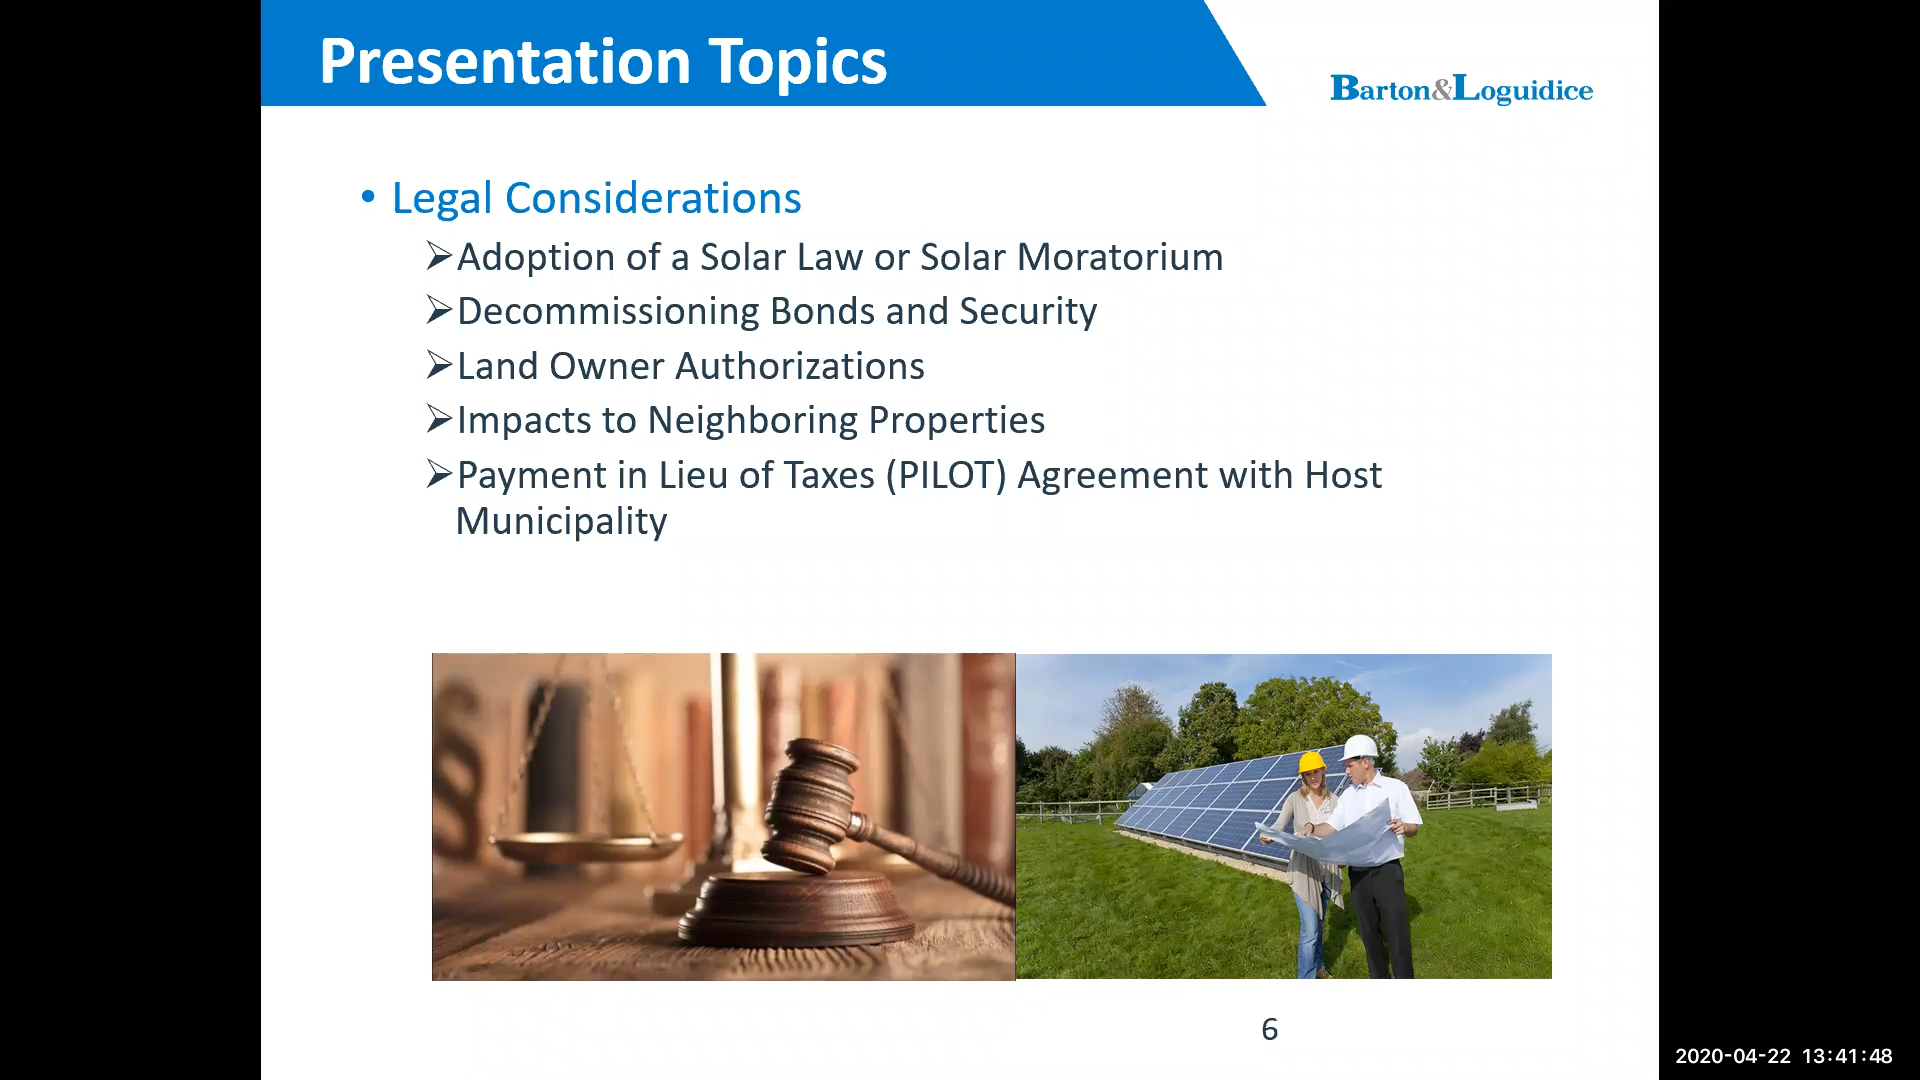 Presentation Topics
Barton&Loguidice
• Legal Considerations
➢Adoption of a Solar Law or Solar Moratorium
➢Decommissioning Bonds and Security
➢Land Owner Authorizations
➢Impacts to Neighboring Properties
➢Payment in Lieu of Taxes (PILOT) Agreement with Host
Municipality
6
2020-04-22 13:41:48